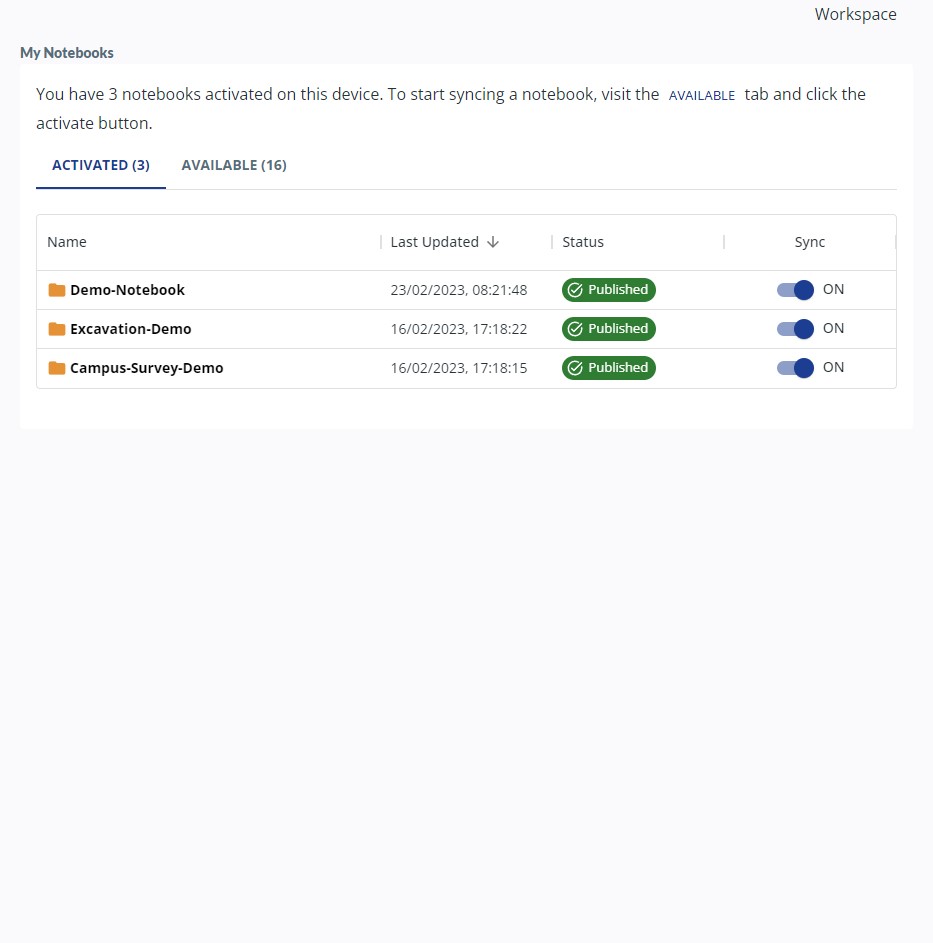 Workspace
My Notebooks
You have 3 notebooks activated on this device. To start syncing a notebook, visit the AVAILABLE tab and click the
activate button.
ACTIVATED (3) AVAILABLE (16)
Name Last Updated Status Sync
Demo-Notebook 23/02/2023, 08:21:48 Published ON
Excavation-Demo 16/02/2023, 17:18:22 Published ON
Campus-Survey-Demo 16/02/2023, 17:18:15 Published ON